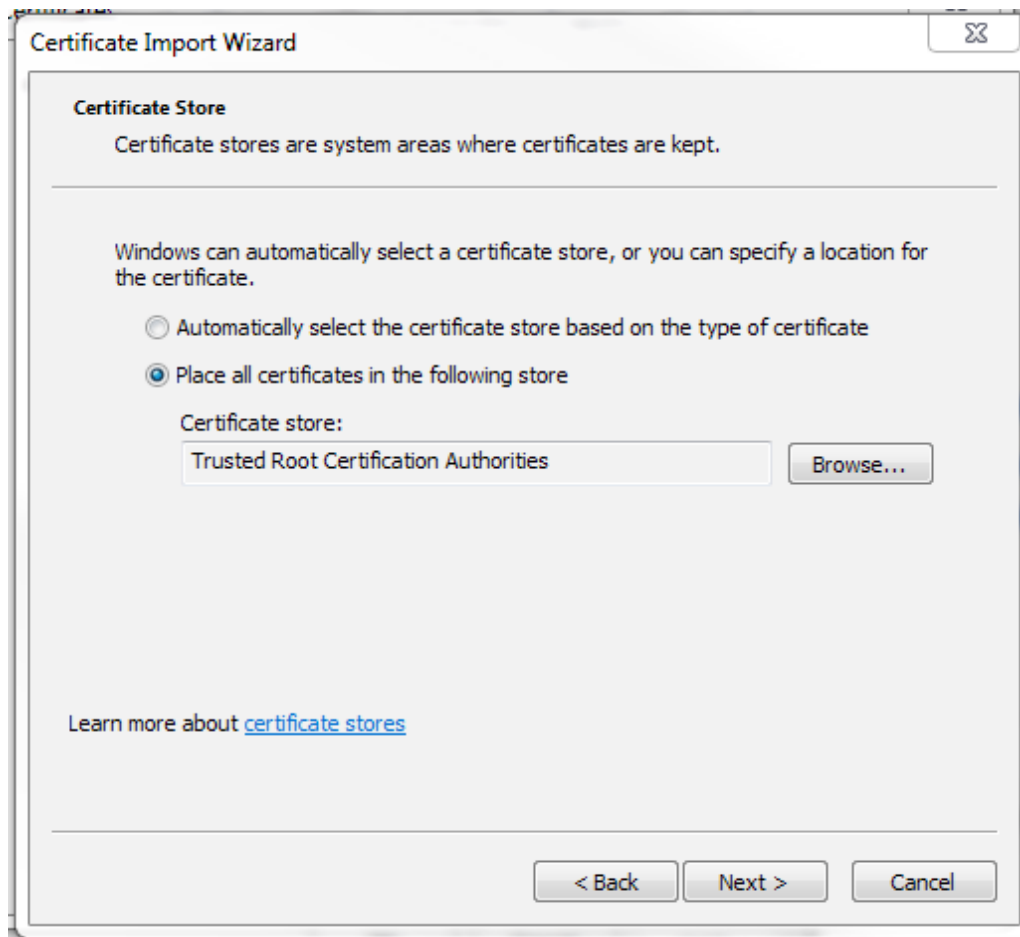 Certificate Import Wizard
Certificate Store
Certificate stores are system areas where certificates are kept.
Windows can automatically select a certificate store, or you can specify a location for
the certificate.
Automatically select the certificate store based on the type of certificate
Place all certificates in the following store
Certificate store:
Trusted Root Certification Authorities
Browse...
Learn more about certificate stores
< Back
Next >
Cancel